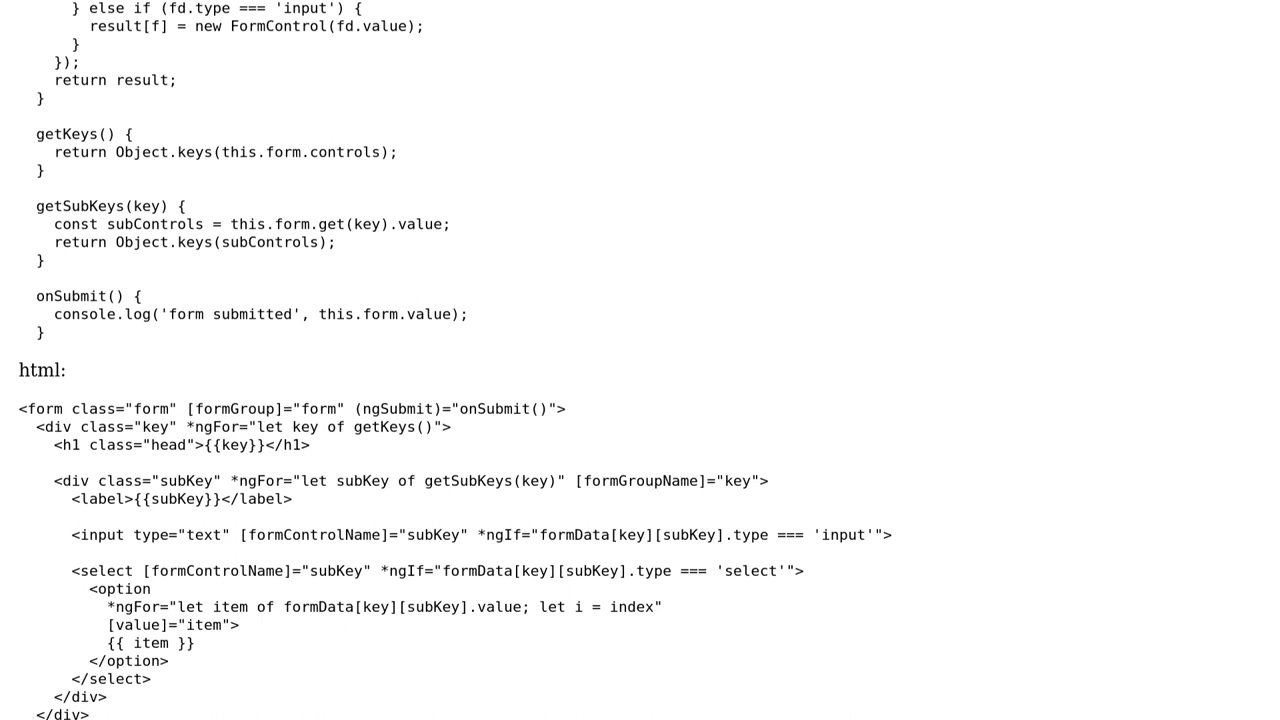 } else if (fd.type === 'input') {
        result[f] = new FormControl(fd.value);
      }
    });
    return result;
  }

  getKeys() {
    return Object.keys(this.form.controls);
  }

  getSubKeys(key) {
    const subControls = this.form.get(key).value;
    return Object.keys(subControls);
  }

  onSubmit() {
    console.log('form submitted', this.form.value);
  }
html:
<form class="form" [formGroup]="form" (ngSubmit)="onSubmit()">
  <div class="key" *ngFor="let key of getKeys()">
    <h1 class="head">{{key}}</h1>

    <div class="subKey" *ngFor="let subKey of getSubKeys(key)" [formGroupName]="key">
      <label>{{subKey}}</label>

      <input type="text" [formControlName]="subKey" *ngIf="formData[key][subKey].type === 'input'">

      <select [formControlName]="subKey" *ngIf="formData[key][subKey].type === 'select'">
        <option
          *ngFor="let item of formData[key][subKey].value; let i = index"
          [value]="item">
          {{ item }}
        </option>
      </select>
    </div>
  </div>